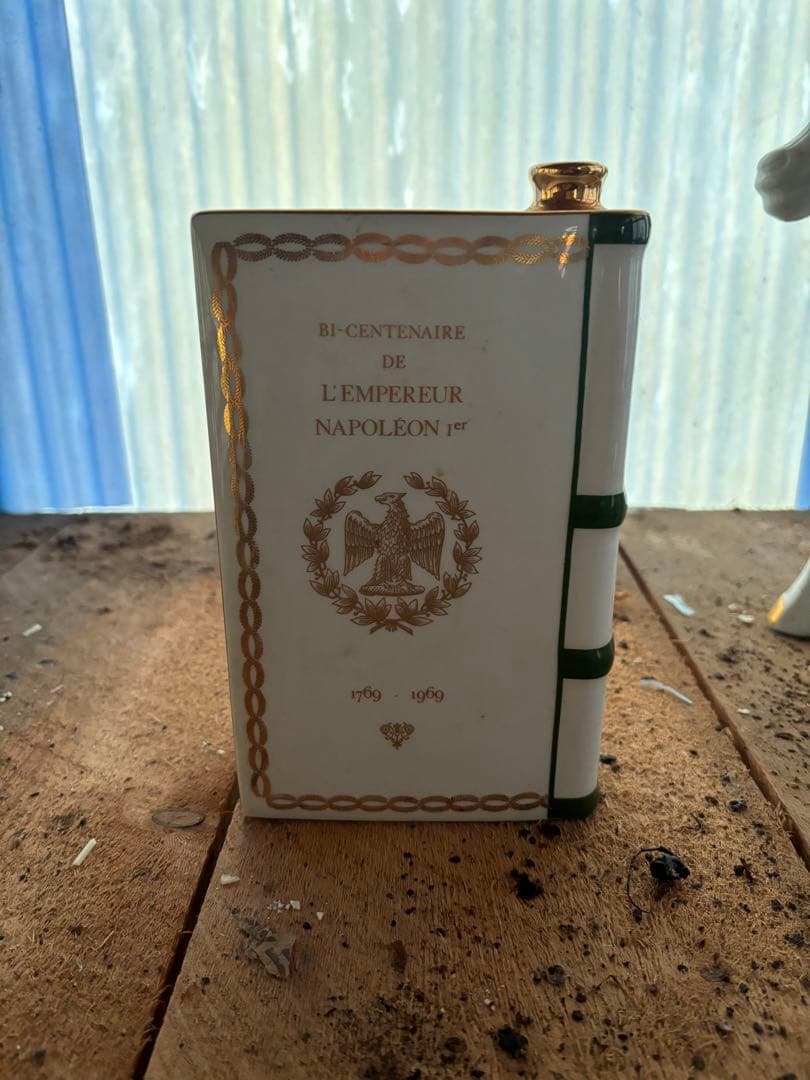 BI-CENTENAIRE
DE
L'EMPEREUR
NAPOLÉON Ier
1769 - 1969